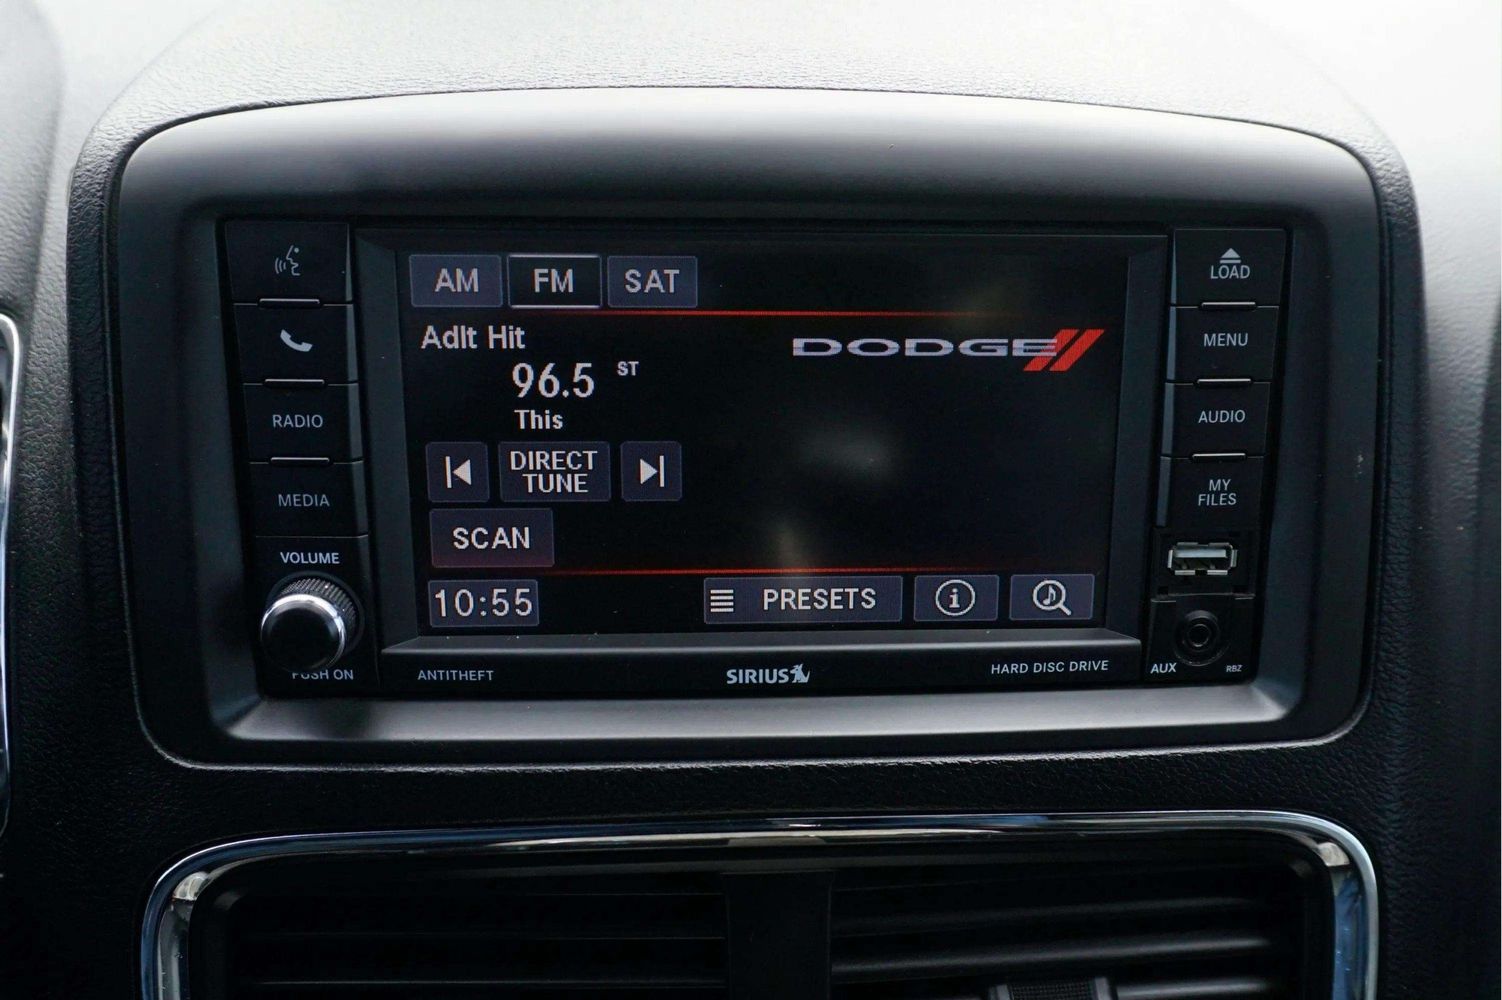 AM FM SAT
Adlt Hit
96.5 ST
This
DIRECT
TUNE
SCAN
10:55 PRESETS
DODGE
RADIO
MEDIA
VOLUME
PUSH ON
LOAD
MENU
AUDIO
MY
FILES
AUX RBZ
ANTITHEFT SIRIUS HARD DISC DRIVE